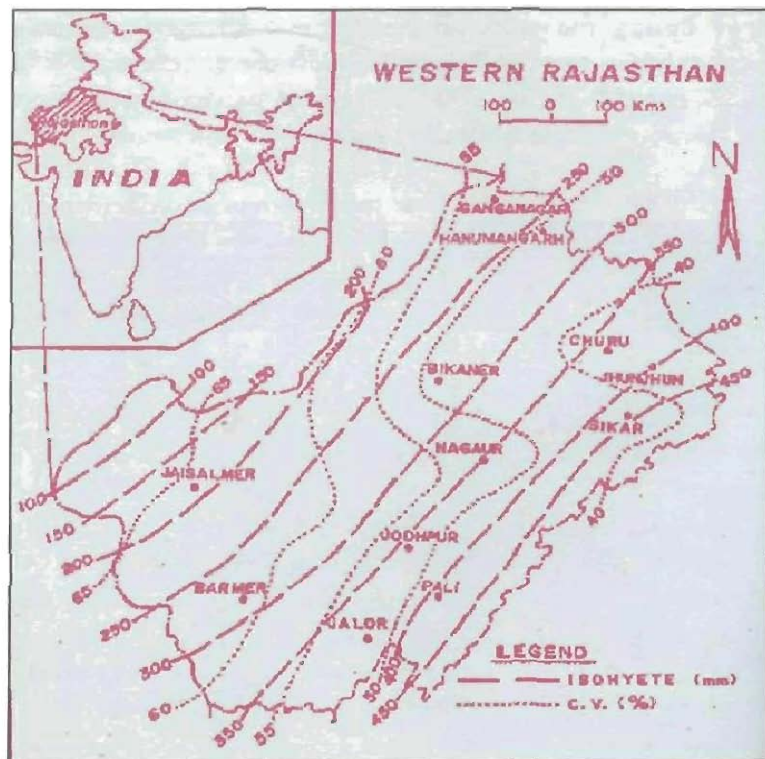 WESTERN RAJASTHAN
100 0 100 Kms
INDIA
N
55
250
50
GANGANAGAR
HANUMANGARH
300
350
40
200
60
CHURU
400
100
65
150
BIKANER
JHUNJHUN
450
SIKAR
NAGAUR
JAISALMER
100
150
40
200
JODHPUR
65
BARMER
PALI
250
JALOR
300
LEGEND
ISOHYETE (mm)
60
350
55
50
400
450
C.V. (%)